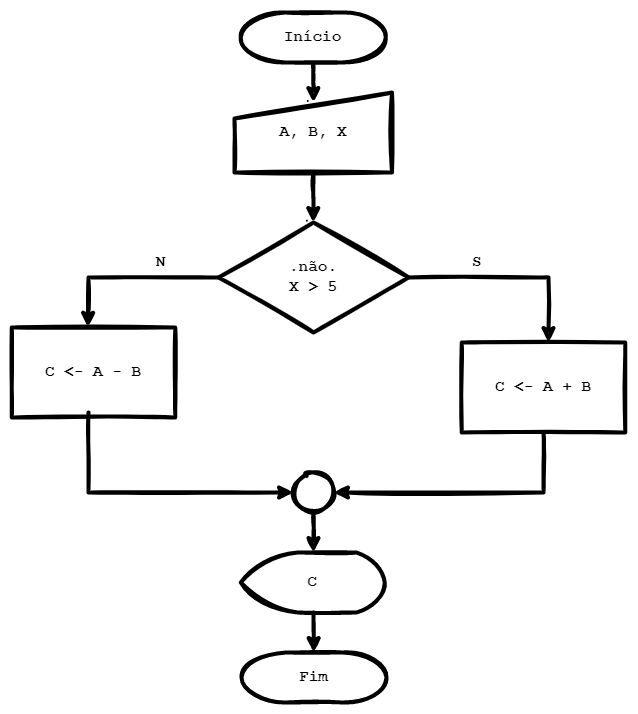 Início
A, B, X
.não.
X > 5
N
S
C <- A - B
C <- A + B
C
Fim